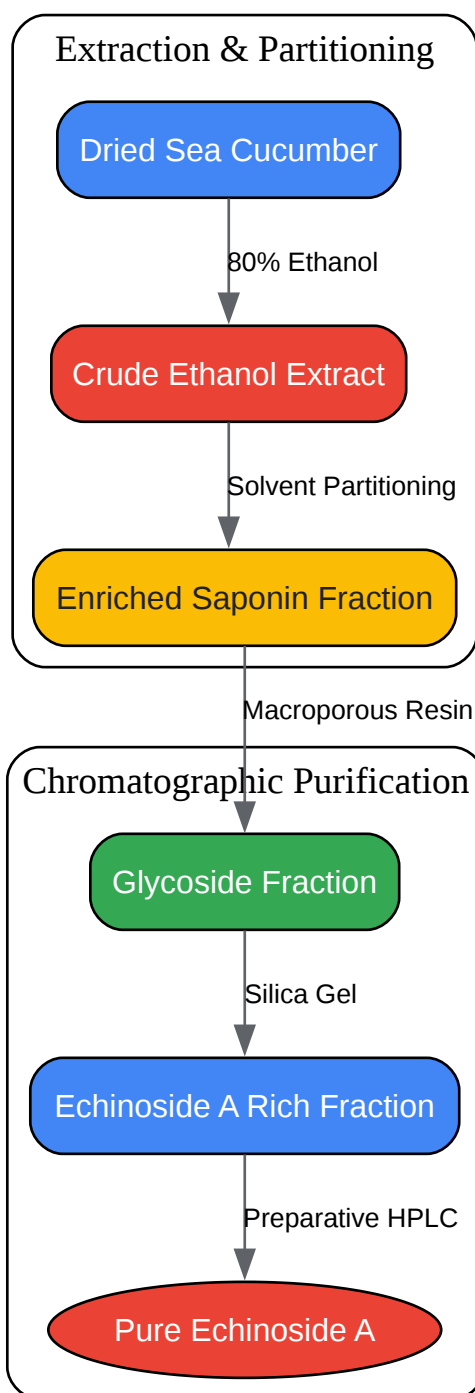 Extraction & Partitioning
Dried Sea Cucumber
80% Ethanol
Crude Ethanol Extract
Solvent Partitioning
Enriched Saponin Fraction
Macroporous Resin
Chromatographic Purification
Glycoside Fraction
Silica Gel
Echinoside A Rich Fraction
Preparative HPLC
Pure Echinoside A